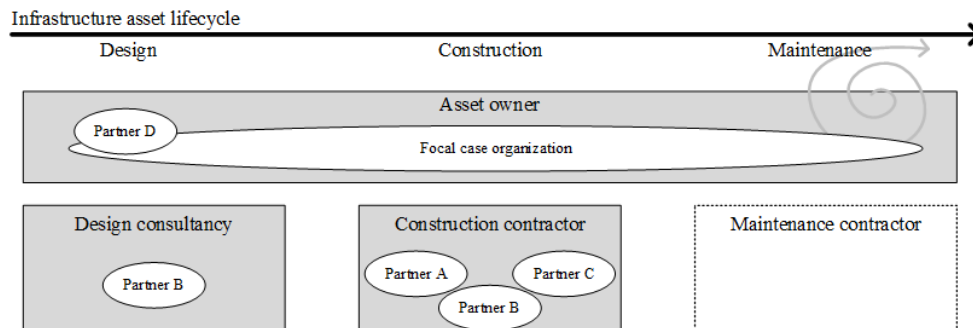 Infrastructure asset lifecycle
Design Construction Maintenance
Asset owner
Partner D
Focal case organization
Design consultancy Construction contractor Maintenance contractor
Partner A Partner C
Partner B
Partner B